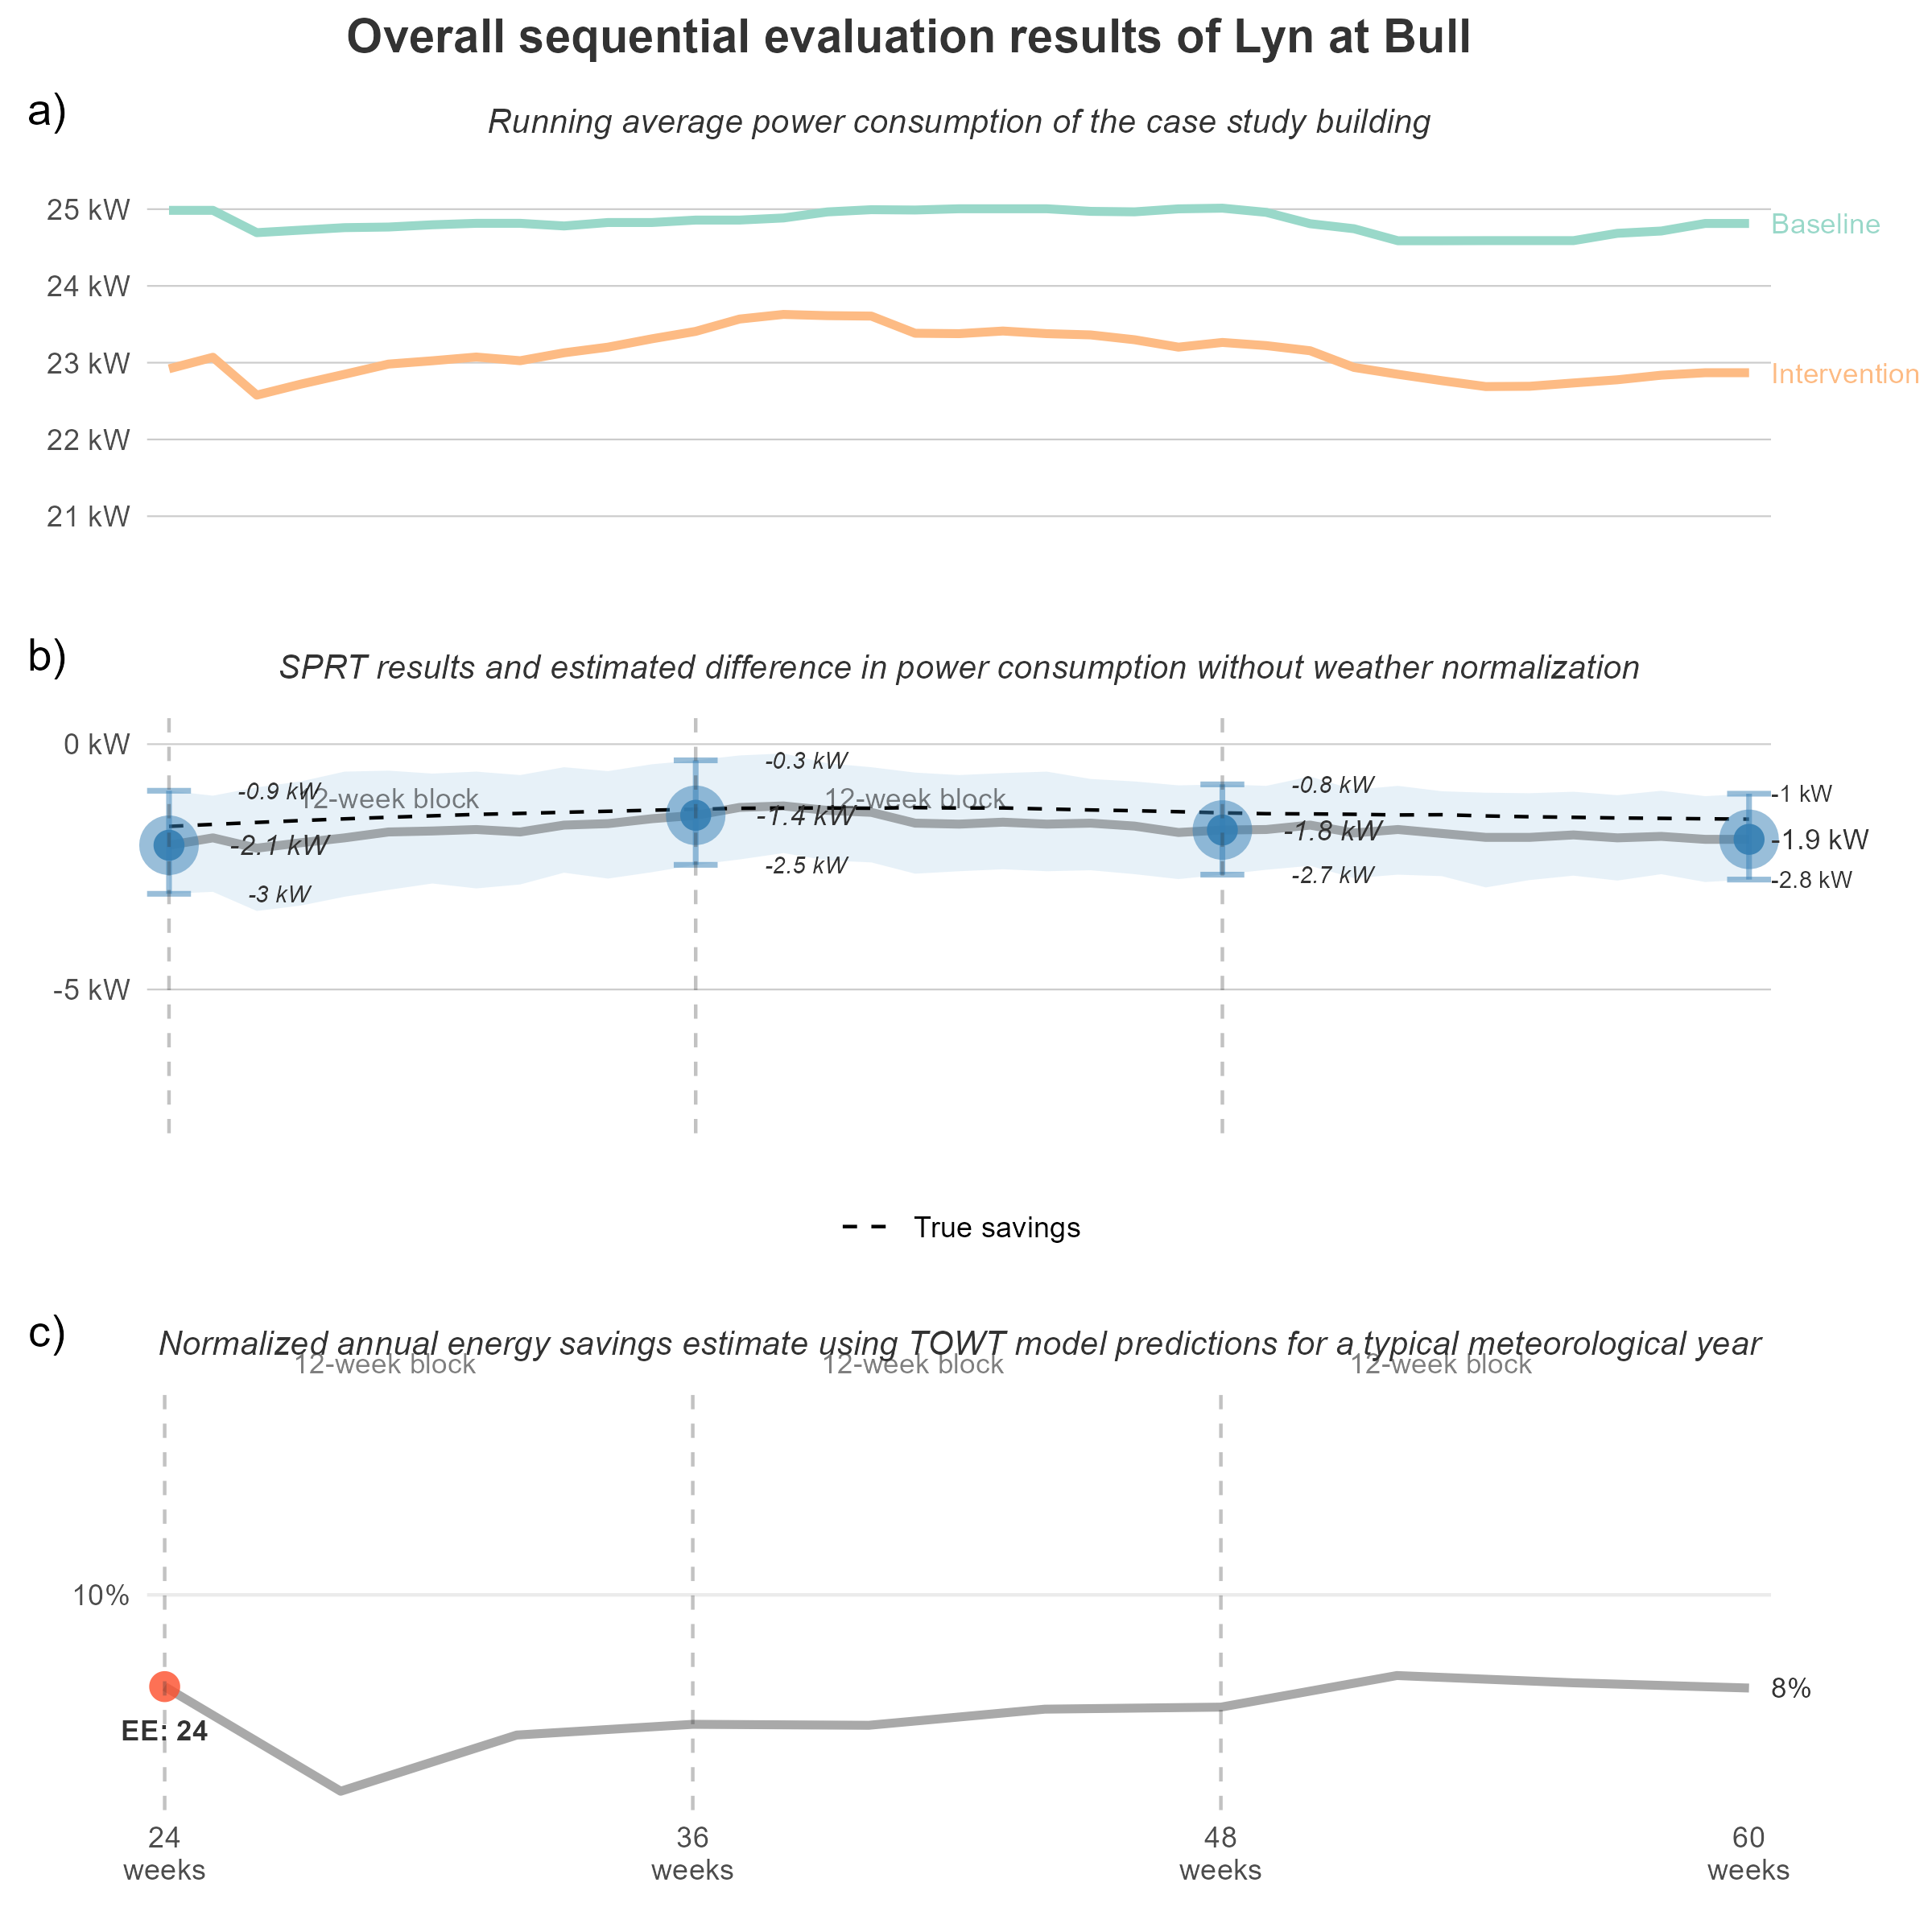 Overall sequential evaluation results of Lyn at Bull
a)
Running average power consumption of the case study building
25 kW
Baseline
24 kW
23 kW
Intervention
22 kW
21 kW
b)
SPRT results and estimated difference in power consumption without weather normalization
0 kW
-0.9 kW
12-week block
-0.3 kW
12-week block
-0.8 kW
-1 kW
-2.1 kW
-1.4 kW
-1.8 kW
-1.9 kW
-3 kW
-2.5 kW
-2.7 kW
-2.8 kW
-5 kW
True savings
c)
Normalized annual energy savings estimate using TOWT model predictions for a typical meteorological year
12-week block
12-week block
12-week block
10%
8%
EE: 24
24
weeks
36
weeks
48
weeks
60
weeks